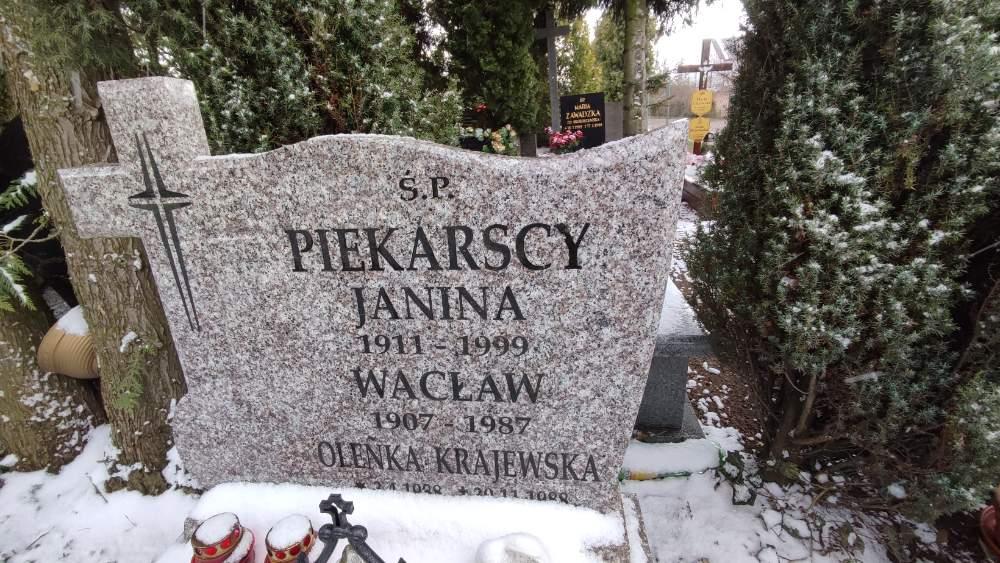 Ś.P.
PIEKARSCY
JANINA
1911 - 1999
WACŁAW
1907 - 1987
OLEŃKA KRAJEWSKA
MARIA
ZAWADZKA